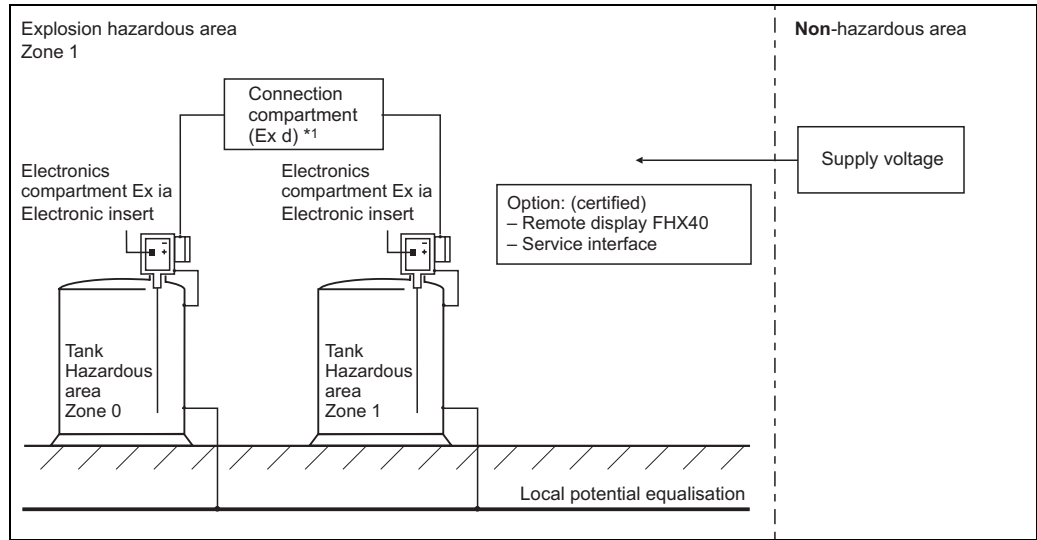 Explosion hazardous area
Zone 1
Non-hazardous area
Connection
compartment
(Ex d) *1
Supply voltage
Electronics
compartment Ex ia
Electronic insert
Electronics
compartment Ex ia
Electronic insert
Option: (certified)
– Remote display FHX40
– Service interface
– +
– +
Tank
Hazardous
area
Zone 0
Tank
Hazardous
area
Zone 1
Local potential equalisation